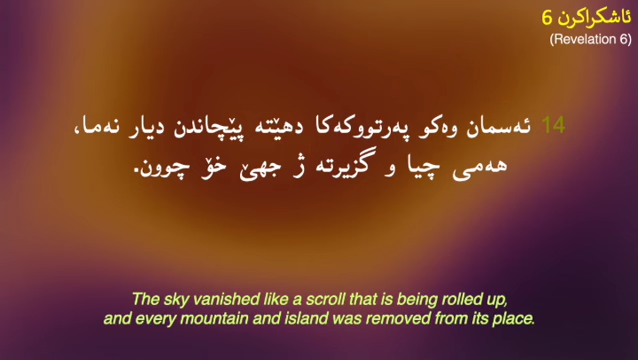 ئاشکراکرن 6
(Revelation 6)
14 ئەسمان وەکو پەرتووکەکا دهێتە پێچاندن دیار نەما،
هەمی چیا و گزیرتە ژ جهێ خۆ چوون.
The sky vanished like a scroll that is being rolled up,
and every mountain and island was removed from its place.